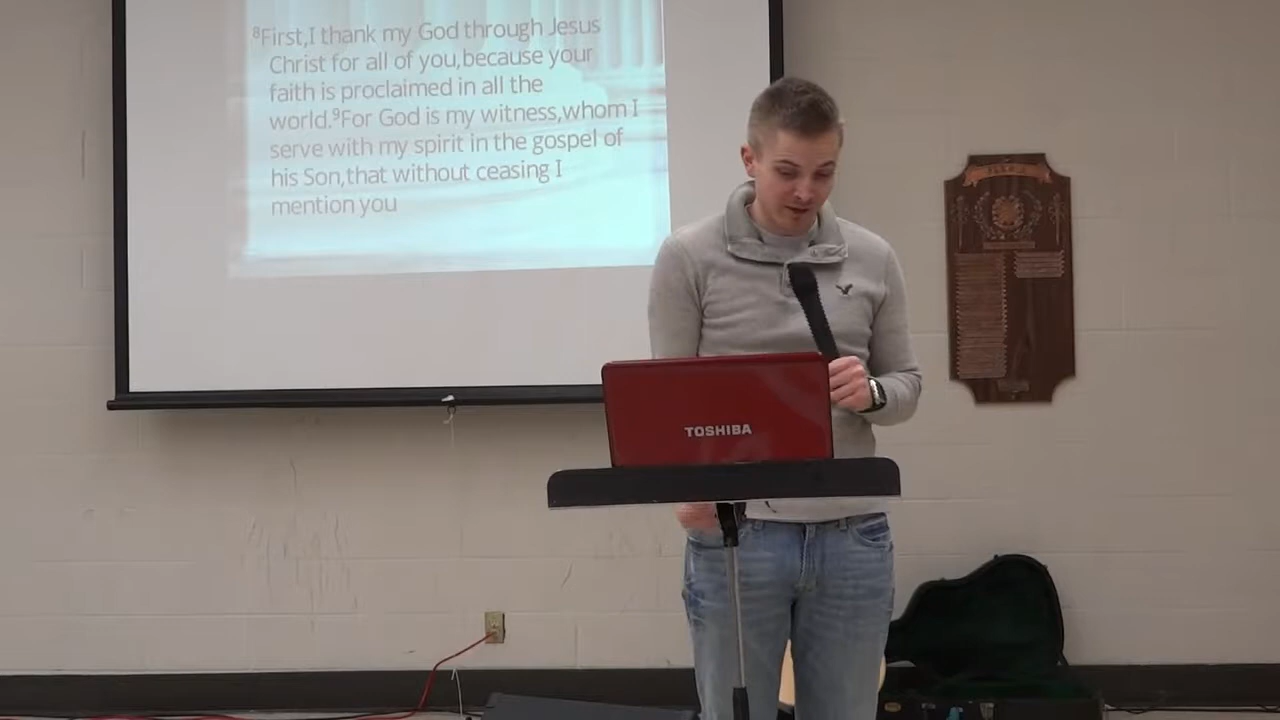 ⁸First,I thank my God through Jesus
Christ for all of you,because your
faith is proclaimed in all the
world.⁹For God is my witness,whom I
serve with my spirit in the gospel of
his Son,that without ceasing I
mention you
TOSHIBA